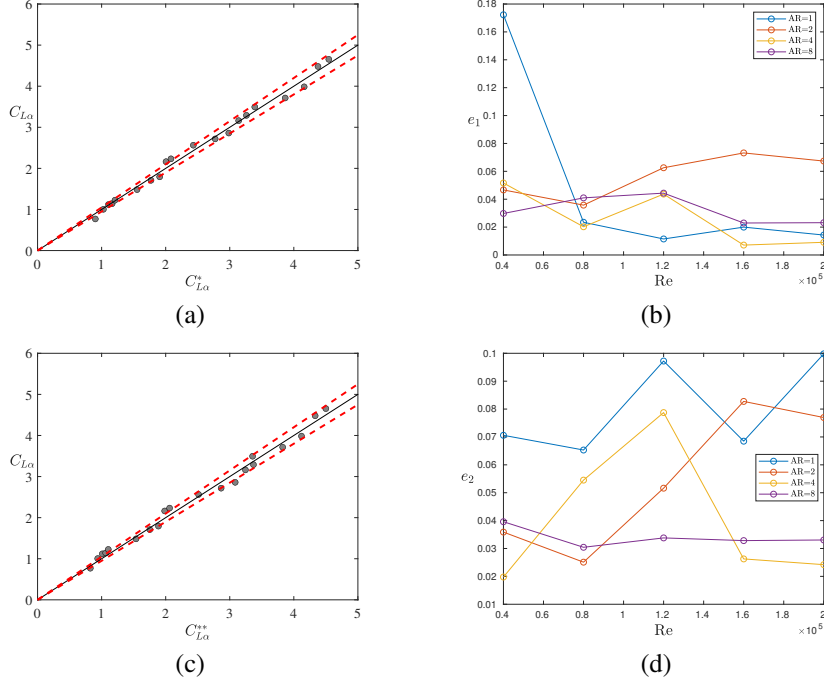 6
5
4
C_{Lα}
3
2
1
0
0 1 2 3 4 5
C*_{Lα}
(a)
0.18
0.16
0.14
0.12
0.1
e₁
0.08
0.06
0.04
0.02
0
0.4 0.6 0.8 1 1.2 1.4 1.6 1.8 2
Re
×10⁵
AR=1
AR=2
AR=4
AR=8
(b)
6
5
4
C_{Lα}
3
2
1
0
0 1 2 3 4 5
C**_{Lα}
(c)
0.1
0.09
0.08
0.07
0.06
e₂
0.05
0.04
0.03
0.02
0.01
0.4 0.6 0.8 1 1.2 1.4 1.6 1.8 2
Re
×10⁵
AR=1
AR=2
AR=4
AR=8
(d)